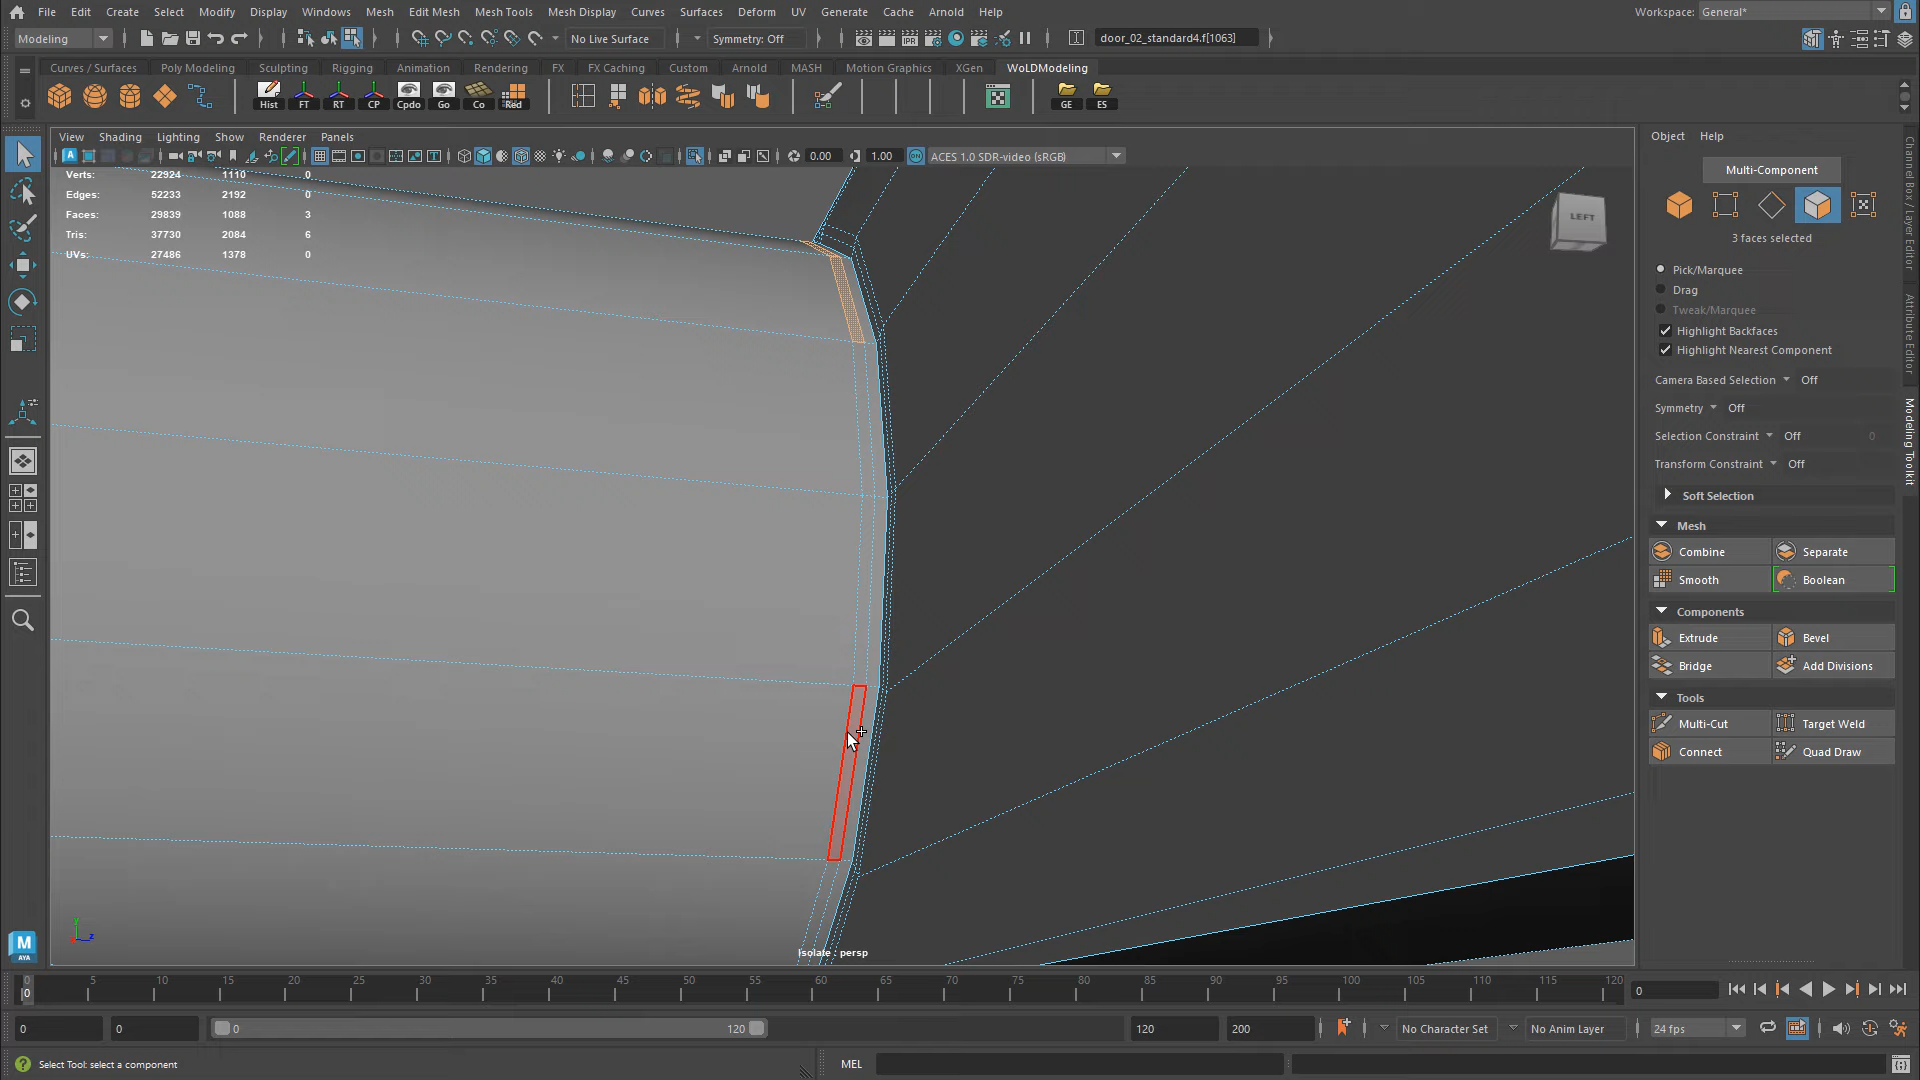 File Edit Create Select Modify Display Windows Mesh Edit Mesh Mesh Tools Mesh Display Curves Surfaces Deform UV Generate Cache Arnold Help
Workspace: General*
Modeling
No Live Surface
Symmetry: Off
door_02_standard4.f[1063]
Curves / Surfaces Poly Modeling Sculpting Rigging Animation Rendering FX FX Caching Custom Arnold MASH Motion Graphics XGen WoLDModeling
Hist FT RT CP Cpdo Go Co Red GE ES
View Shading Lighting Show Renderer Panels
0.00 1.00 ON ACES 1.0 SDR-video (sRGB)
Verts: 22924 1110 0
Edges: 52233 2192 0
Faces: 29839 1088 3
Tris: 37730 2084 6
UVs: 27486 1378 0
LEFT
y
z
Isolate : persp
Object Help
Multi-Component
3 faces selected
Pick/Marquee
Drag
Tweak/Marquee
Highlight Backfaces
Highlight Nearest Component
Camera Based Selection Off
Symmetry Off
Selection Constraint Off 0
Transform Constraint Off
Soft Selection
Mesh
Combine Separate
Smooth Boolean
Components
Extrude Bevel
Bridge Add Divisions
Tools
Multi-Cut Target Weld
Connect Quad Draw
Channel Box / Layer Editor
Attribute Editor
Modeling Toolkit
M
AYA
0 5 10 15 20 25 30 35 40 45 50 55 60 65 70 75 80 85 90 95 100 105 110 115 120
0
0
0 0 0 120 120 200 No Character Set No Anim Layer 24 fps
Select Tool: select a component
MEL